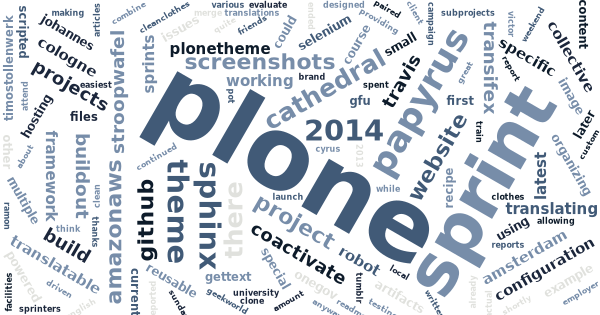 making
combine
various
evaluate
designed
paired
subprojects
content
scripted
johannes
articles
cleanclothes
issues
merge
translations
friends
quite
could
selenium
providing
client
campaign
victor
weekend
timostollenwerk
cologne
sprints
plonetheme
screenshots
course
small
transifex
specific
collective
projects
easiest
stroopwafel
working
brand
cathedral
spent
travis
papyrus
great
report
image
attend
hosting
files
pot
gfu
first
later
custom
plone
2014
cyrus
2013
train
website
sprint
organizing
other
about
framework
buildout
continued
while
recipe
latest
multiple
clean
amazonaws
github
theme
sphinx
there
launch
clothes
translating
allowing
ramon
think
thanks
project
using
reports
build
coactivate
robot
local
amsterdam
configuration
translatable
powered
driven
english
current
reusable
gettext
special
onegov
tumblr
artifacts
written
already
actual
shortly
example
employer
facilities
sprinters
geekworld
university
clone
amount
testing